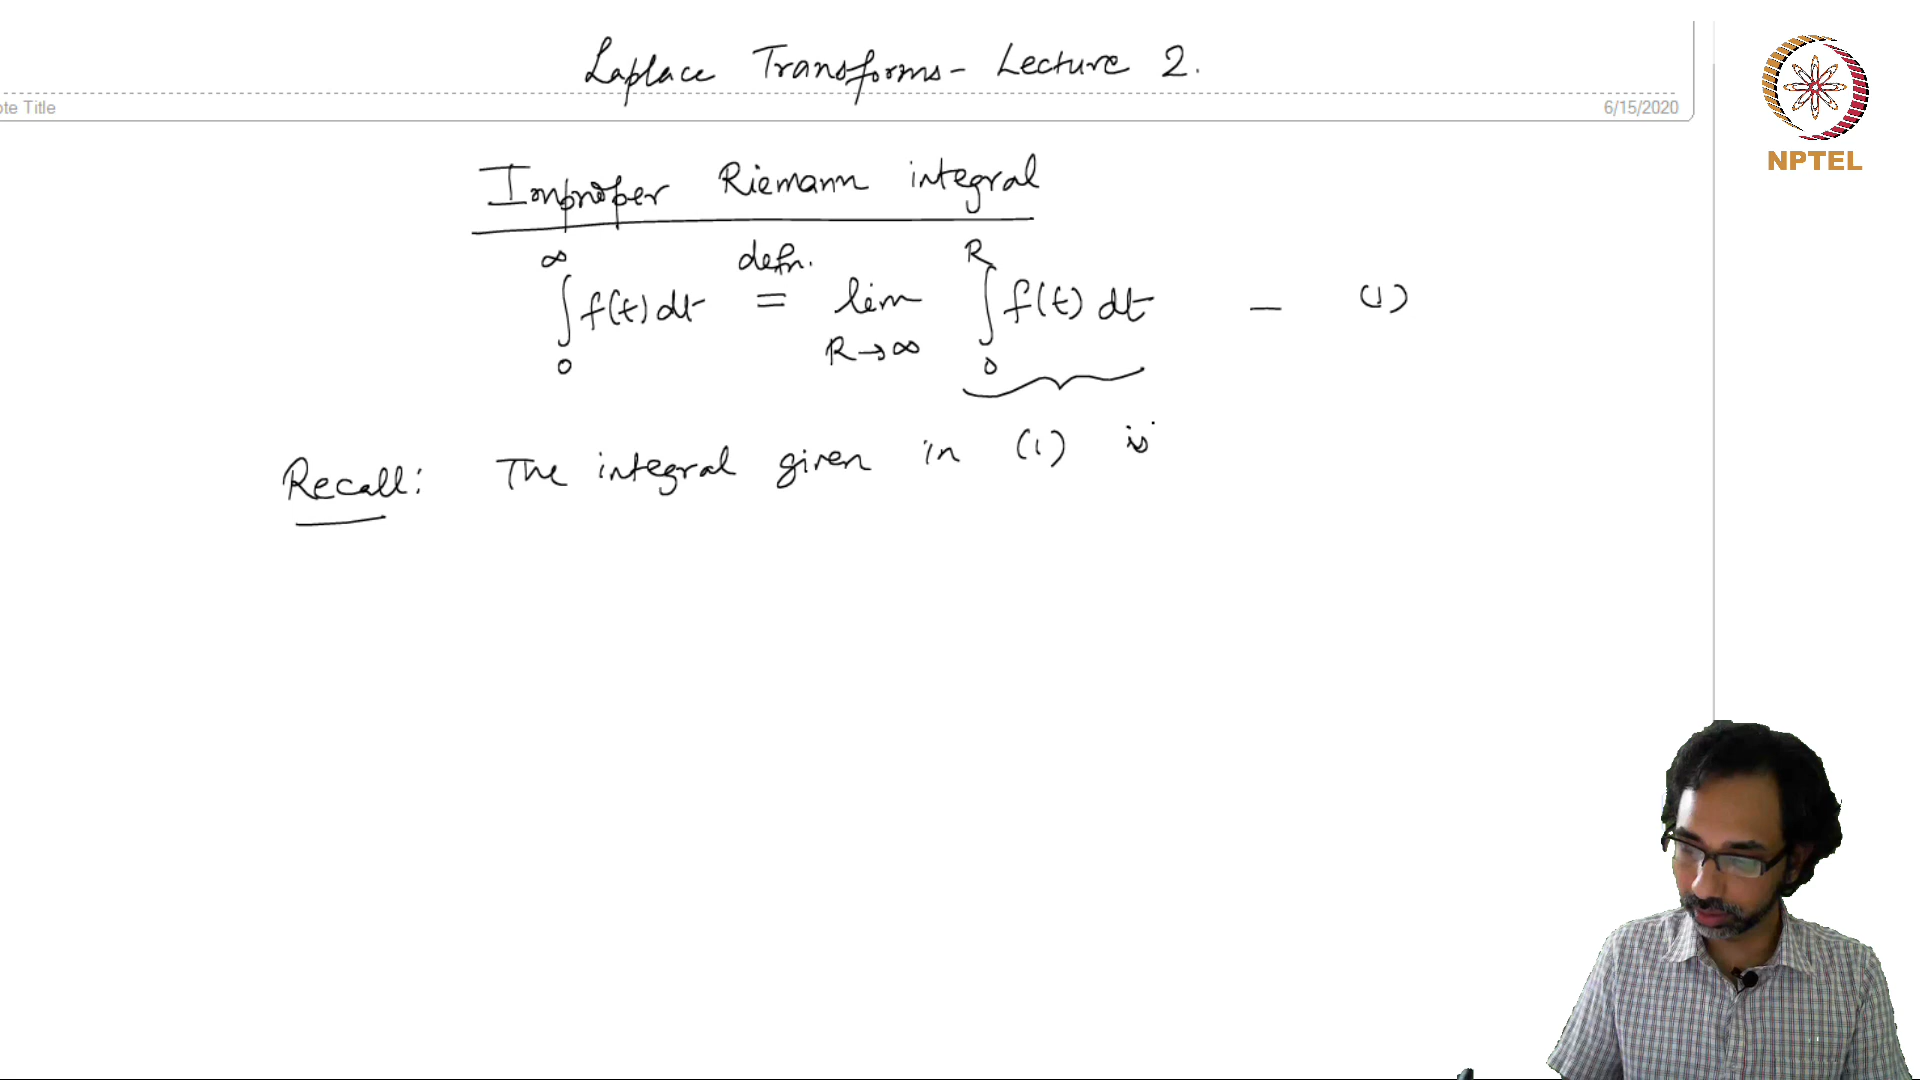 Laplace Transforms - Lecture 2.
ote Title
6/15/2020
NPTEL
Improper Riemann integral
∫₀^∞ f(t) dt defn. = lim R→∞ ∫₀^R f(t) dt — (1)
Recall: The integral given in (1) is